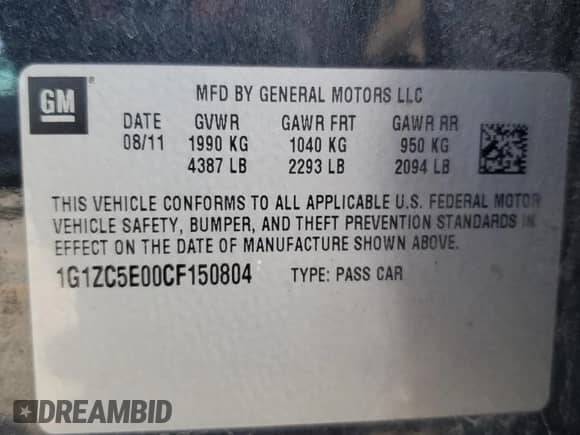 GM ®
MFD BY GENERAL MOTORS LLC
DATE GVWR GAWR FRT GAWR RR
08/11 1990 KG 1040 KG 950 KG
4387 LB 2293 LB 2094 LB
THIS VEHICLE CONFORMS TO ALL APPLICABLE U.S. FEDERAL MOTOR
VEHICLE SAFETY, BUMPER, AND THEFT PREVENTION STANDARDS IN
EFFECT ON THE DATE OF MANUFACTURE SHOWN ABOVE.
1G1ZC5E00CF150804 TYPE: PASS CAR
DREAMBID